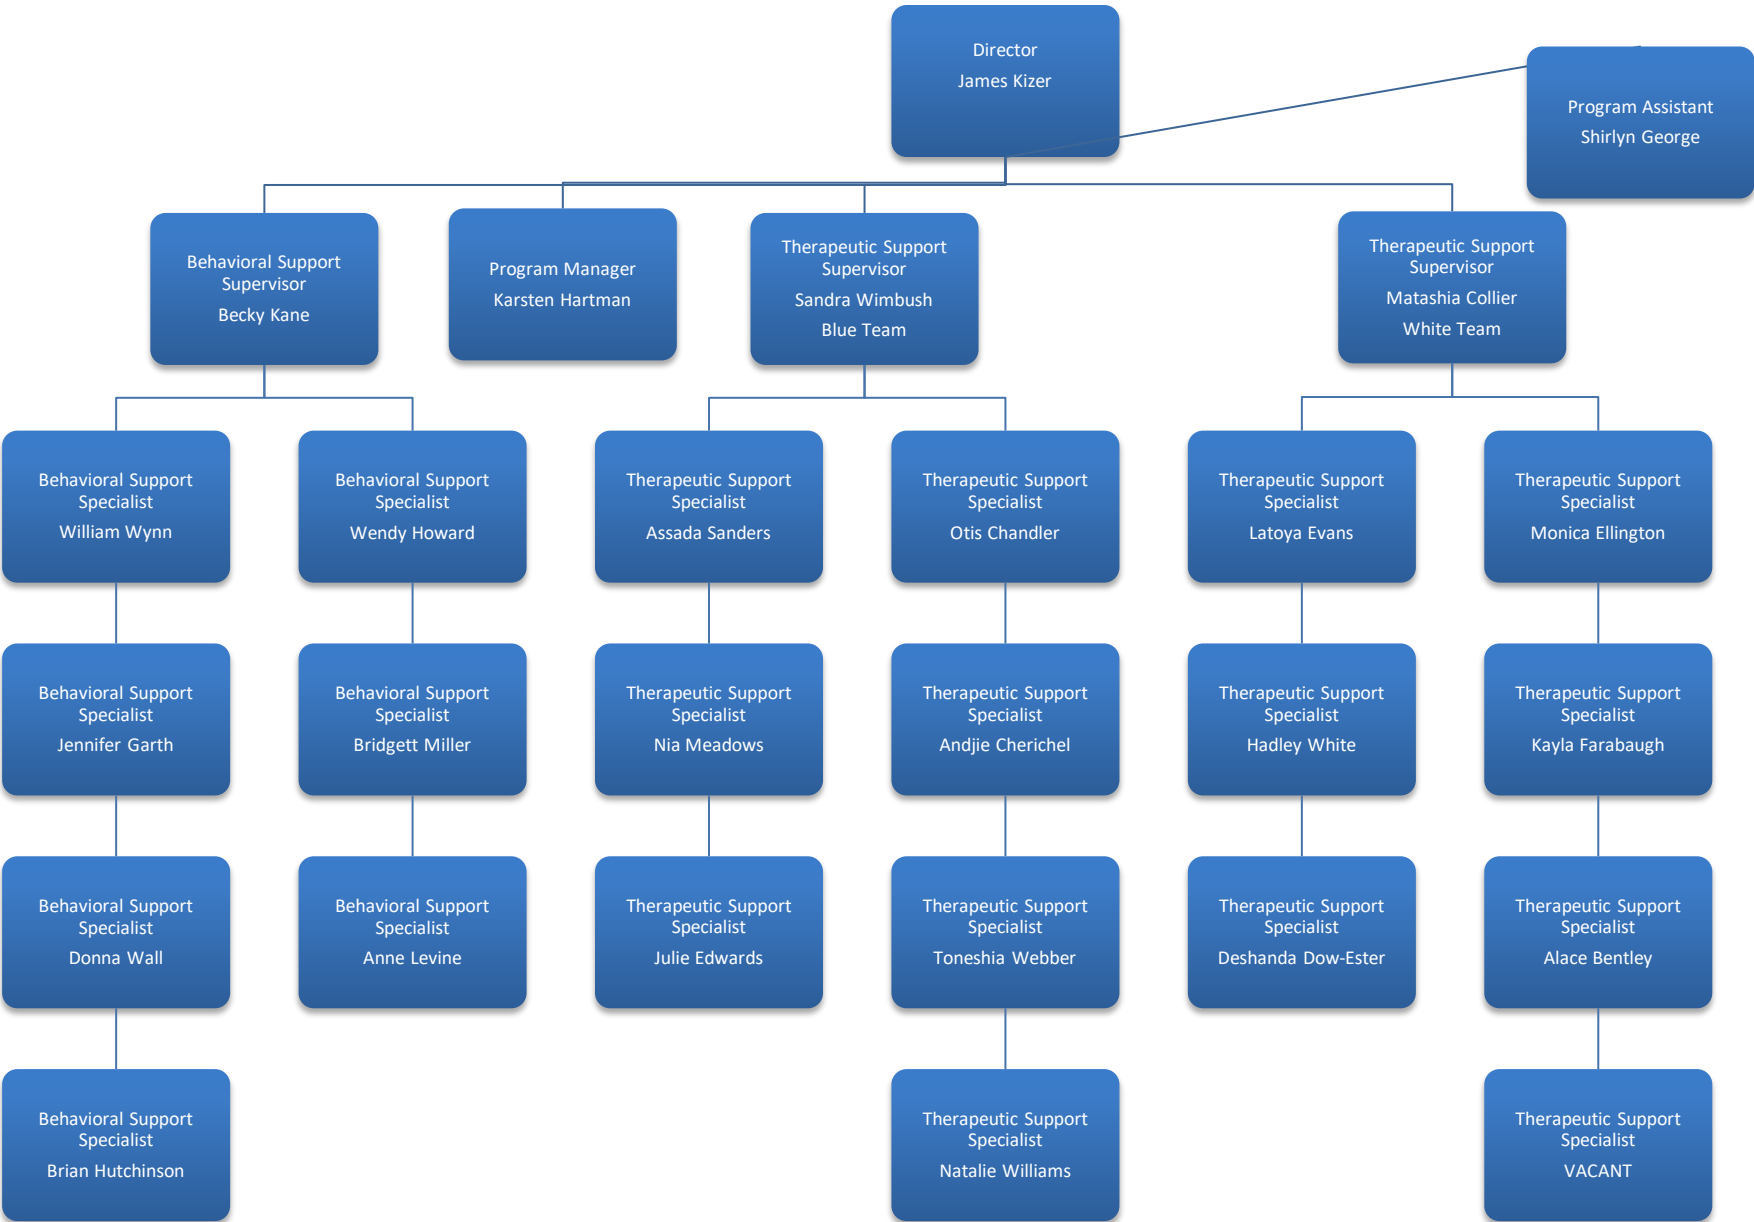 Director
James Kizer
Program Assistant
Shirlyn George
Behavioral Support
Supervisor
Becky Kane
Program Manager
Karsten Hartman
Therapeutic Support
Supervisor
Sandra Wimbush
Blue Team
Therapeutic Support
Supervisor
Matashia Collier
White Team
Behavioral Support
Specialist
William Wynn
Behavioral Support
Specialist
Wendy Howard
Therapeutic Support
Specialist
Assada Sanders
Therapeutic Support
Specialist
Otis Chandler
Therapeutic Support
Specialist
Latoya Evans
Therapeutic Support
Specialist
Monica Ellington
Behavioral Support
Specialist
Jennifer Garth
Behavioral Support
Specialist
Bridgett Miller
Therapeutic Support
Specialist
Nia Meadows
Therapeutic Support
Specialist
Andjie Cherichel
Therapeutic Support
Specialist
Hadley White
Therapeutic Support
Specialist
Kayla Farabaugh
Behavioral Support
Specialist
Donna Wall
Behavioral Support
Specialist
Anne Levine
Therapeutic Support
Specialist
Julie Edwards
Therapeutic Support
Specialist
Toneshia Webber
Therapeutic Support
Specialist
Deshanda Dow-Ester
Therapeutic Support
Specialist
Alace Bentley
Behavioral Support
Specialist
Brian Hutchinson
Therapeutic Support
Specialist
Natalie Williams
Therapeutic Support
Specialist
VACANT